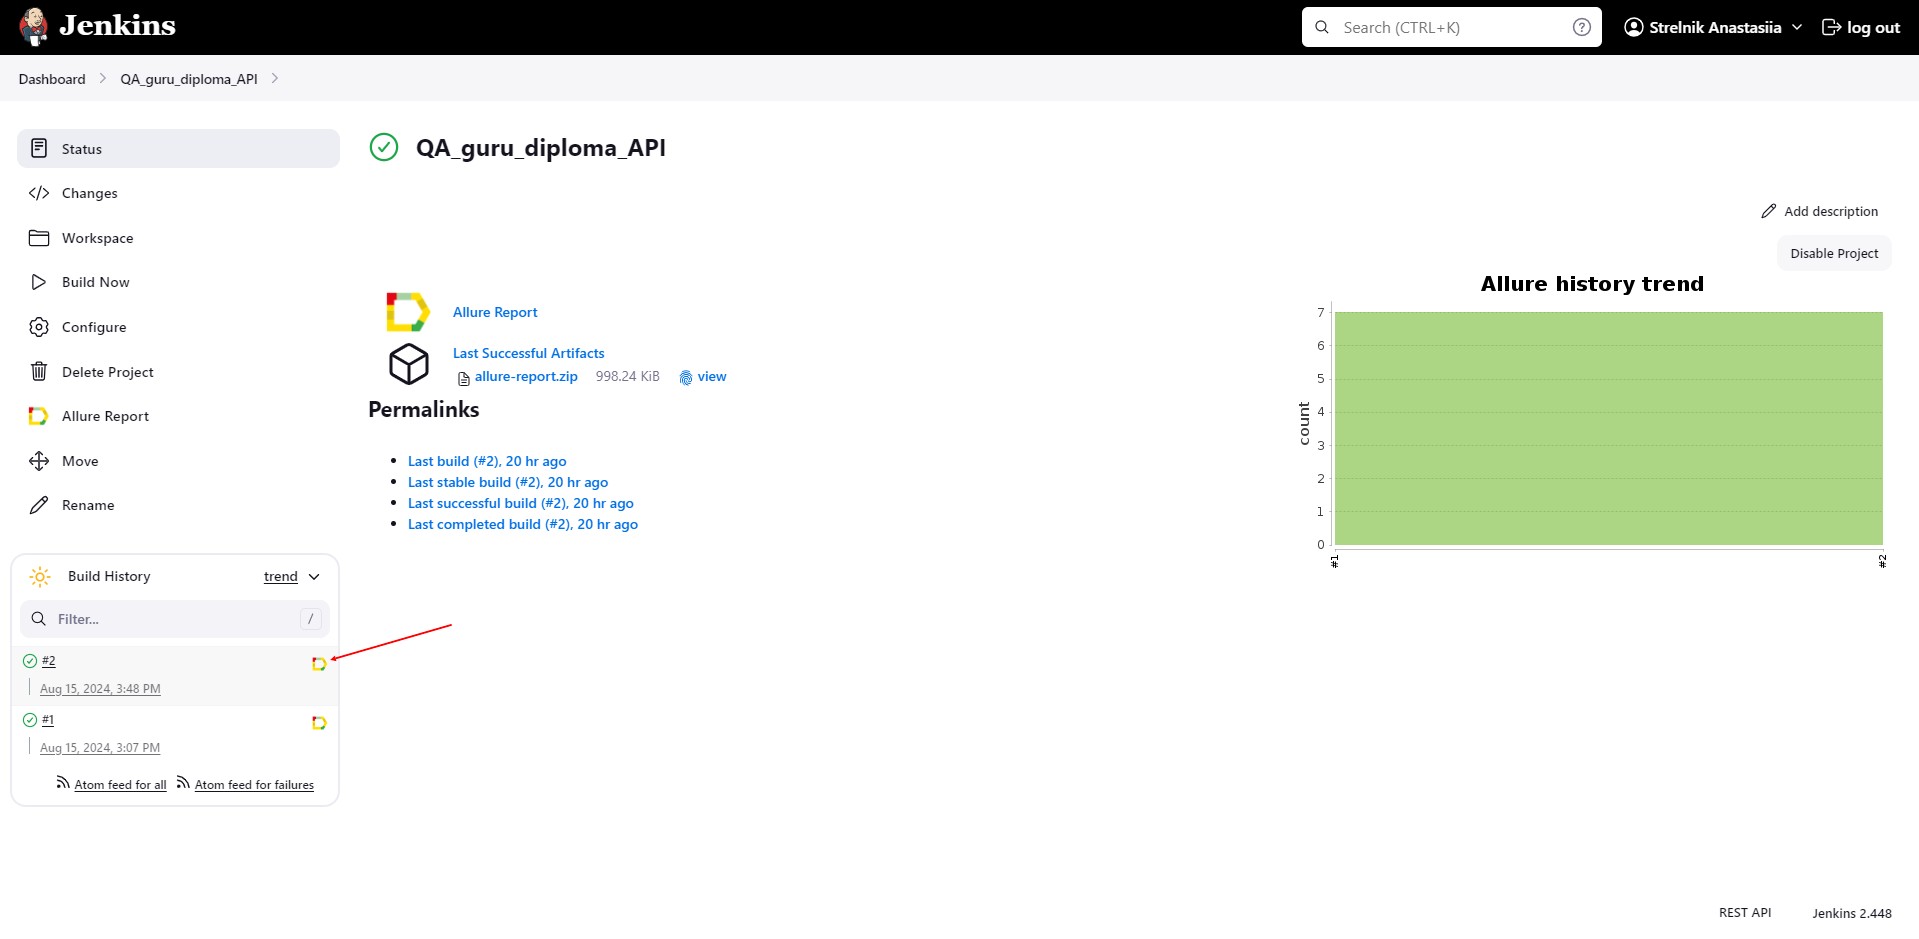 Jenkins
Search (CTRL+K)
?
Strelnik Anastasiia
log out
Dashboard
QA_guru_diploma_API
Status
Changes
Workspace
Build Now
Configure
Delete Project
Allure Report
Move
Rename
Build History
trend
Filter...
/
#2
Aug 15, 2024, 3:48 PM
#1
Aug 15, 2024, 3:07 PM
Atom feed for all
Atom feed for failures
QA_guru_diploma_API
Add description
Disable Project
Allure Report
Last Successful Artifacts
allure-report.zip 998.24 KiB view
Permalinks
Last build (#2), 20 hr ago
Last stable build (#2), 20 hr ago
Last successful build (#2), 20 hr ago
Last completed build (#2), 20 hr ago
Allure history trend
count
7
6
5
4
3
2
1
0
#1
#2
REST API
Jenkins 2.448